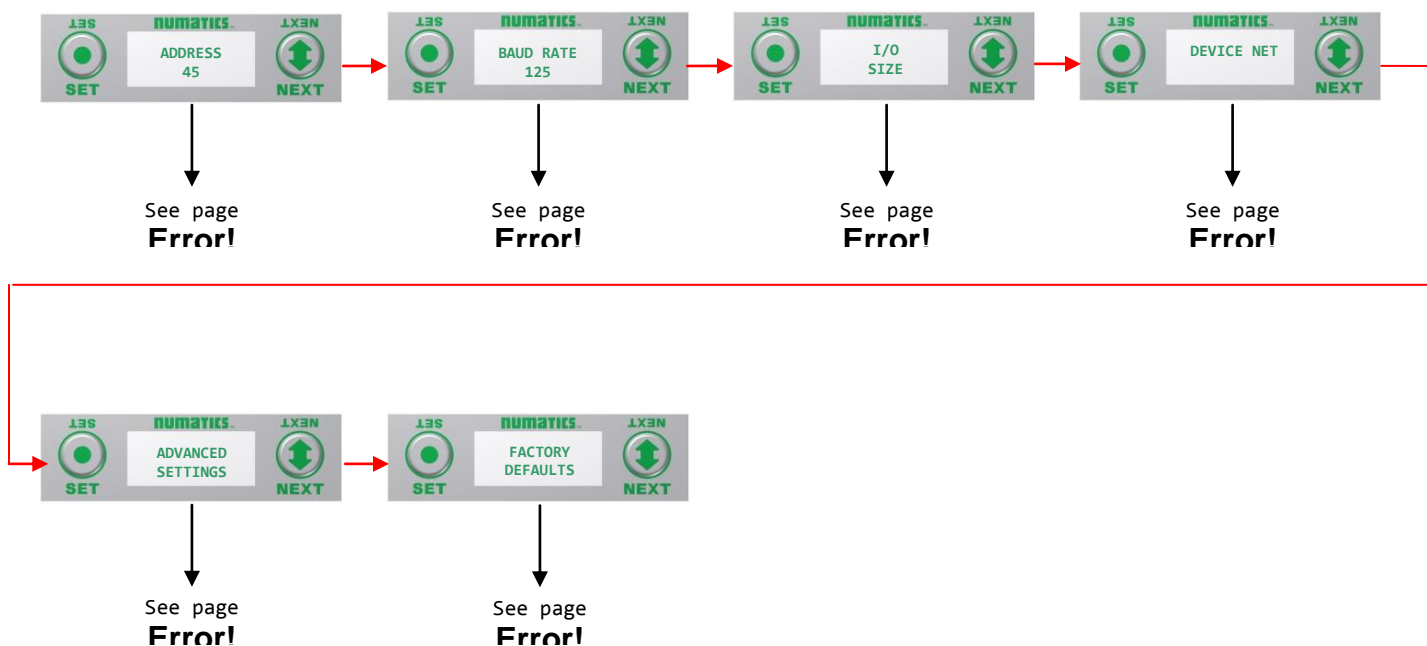 SET numatics NEXT
ADDRESS
45
SET NEXT
See page
Error!
SET numatics NEXT
BAUD RATE
125
SET NEXT
See page
Error!
SET numatics NEXT
I/O
SIZE
SET NEXT
See page
Error!
SET numatics NEXT
DEVICE NET
SET NEXT
See page
Error!
SET numatics NEXT
ADVANCED
SETTINGS
SET NEXT
See page
Error!
SET numatics NEXT
FACTORY
DEFAULTS
SET NEXT
See page
Error!